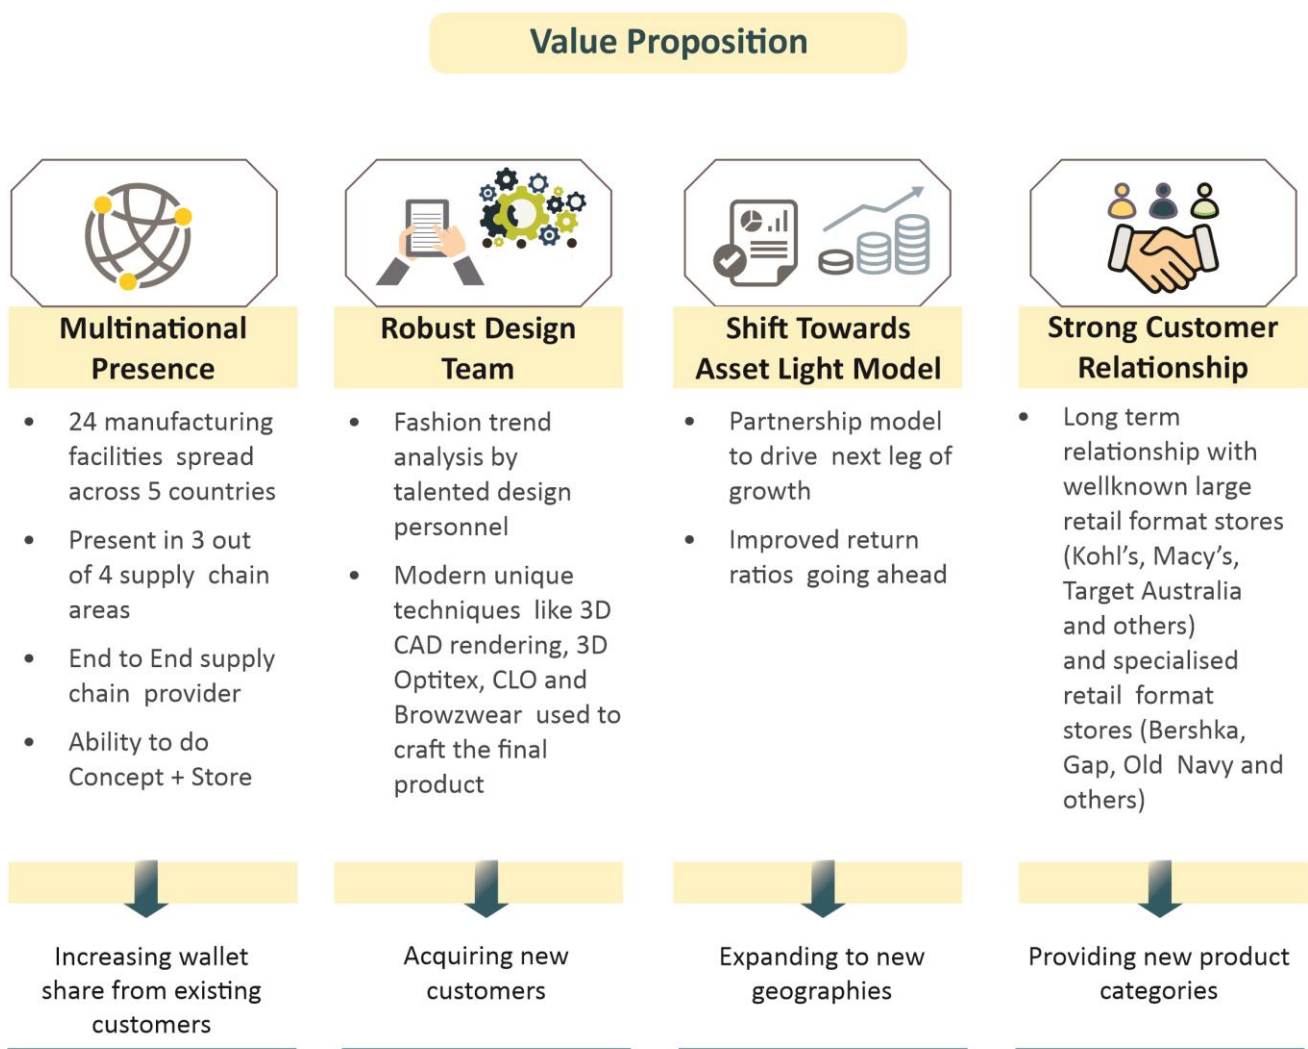 Value Proposition
Multinational
Presence
• 24 manufacturing
facilities spread
across 5 countries
• Present in 3 out
of 4 supply chain
areas
• End to End supply
chain provider
• Ability to do
Concept + Store
Increasing wallet
share from existing
customers
Robust Design
Team
• Fashion trend
analysis by
talented design
personnel
• Modern unique
techniques like 3D
CAD rendering, 3D
Optitex, CLO and
Browzwear used to
craft the final
product
Acquiring new
customers
Shift Towards
Asset Light Model
• Partnership model
to drive next leg of
growth
• Improved return
ratios going ahead
Expanding to new
geographies
Strong Customer
Relationship
• Long term
relationship with
wellknown large
retail format stores
(Kohl’s, Macy’s,
Target Australia
and others)
and specialised
retail format
stores (Bershka,
Gap, Old Navy and
others)
Providing new product
categories